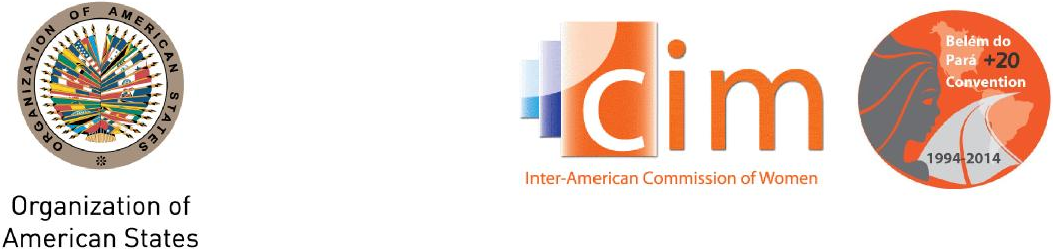 ORGANIZATION OF AMERICAN STATES
Organization of
American States
cim
Inter-American Commission of Women
Belém do
Pará +20
Convention
1994-2014